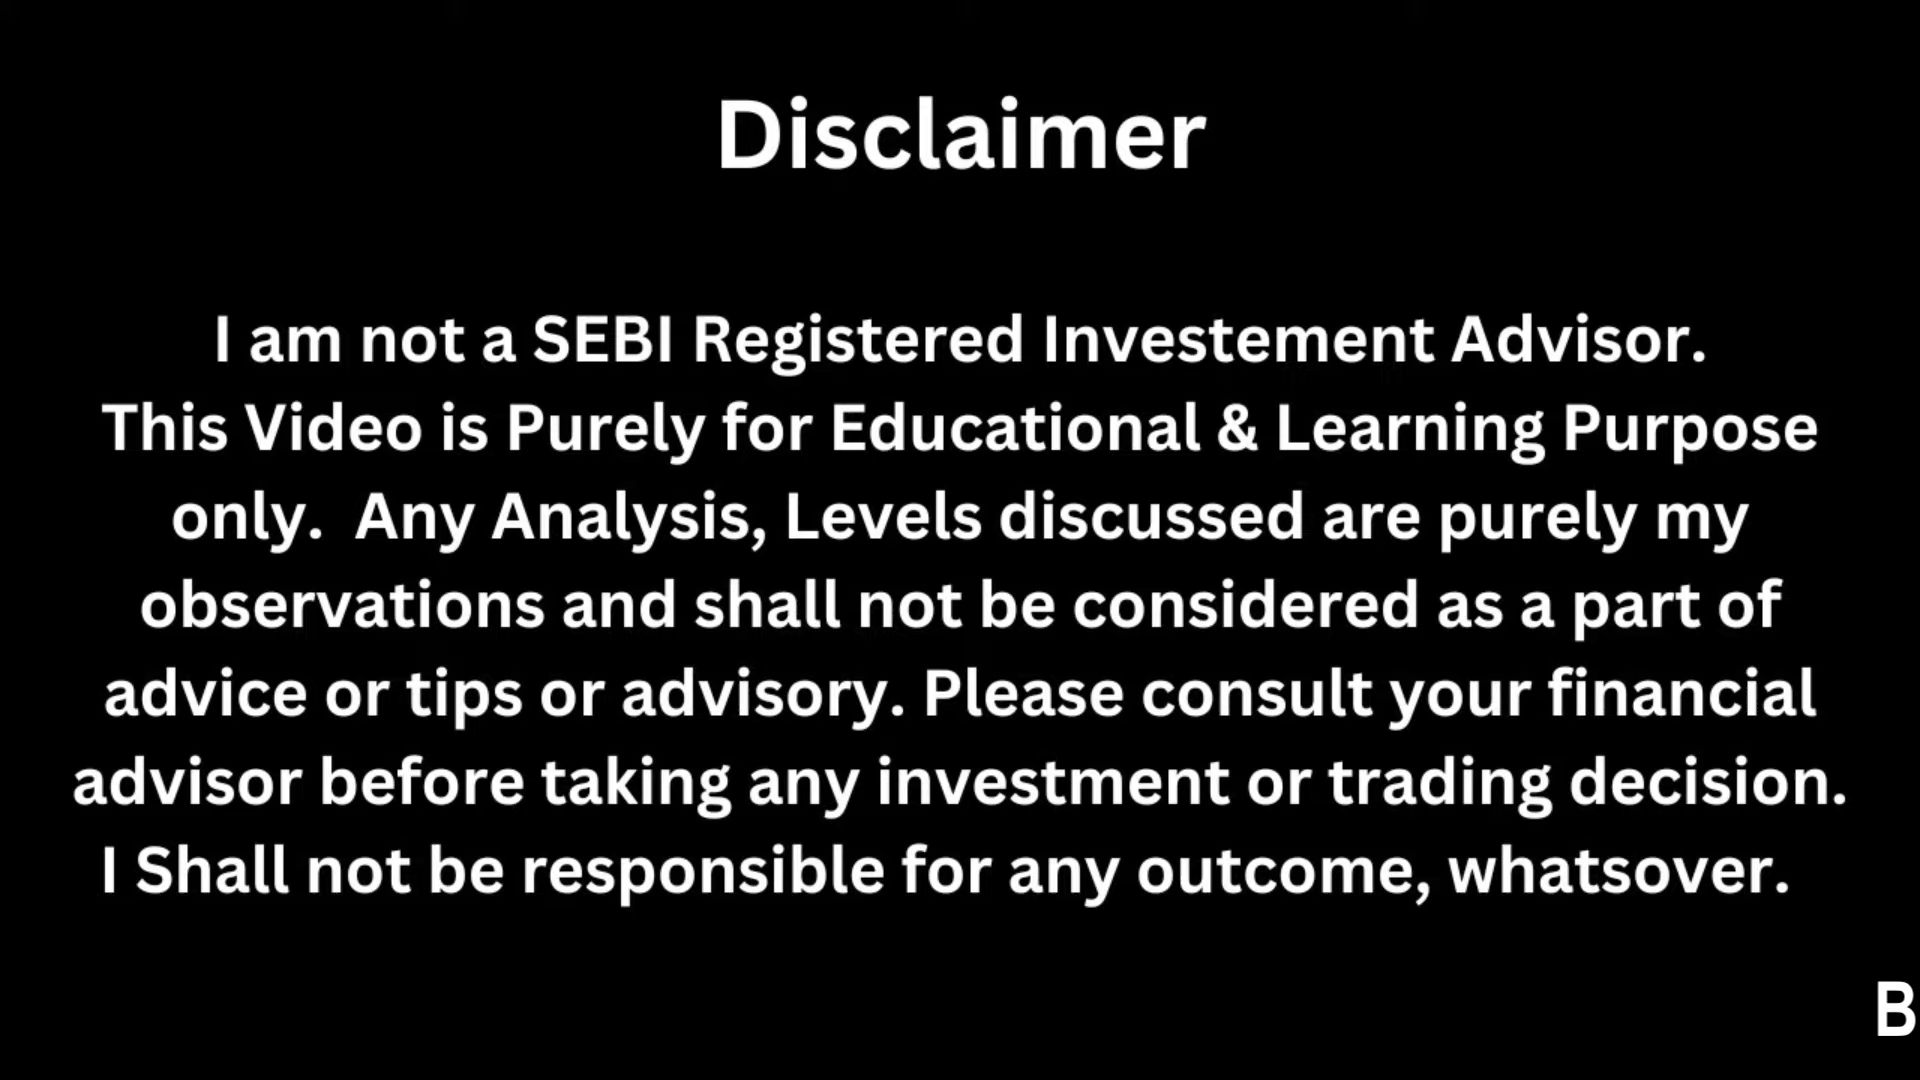 Disclaimer
I am not a SEBI Registered Investement Advisor.
This Video is Purely for Educational & Learning Purpose
only.  Any Analysis, Levels discussed are purely my
observations and shall not be considered as a part of
advice or tips or advisory. Please consult your financial
advisor before taking any investment or trading decision.
I Shall not be responsible for any outcome, whatsover.
B